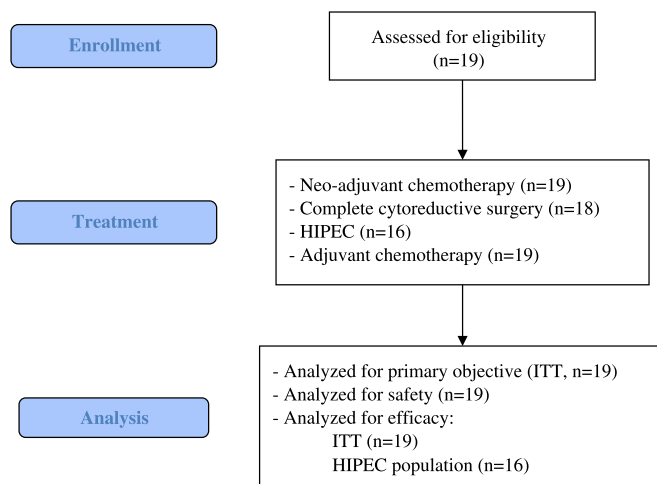 Enrollment
Assessed for eligibility
(n=19)
Treatment
- Neo-adjuvant chemotherapy (n=19)
- Complete cytoreductive surgery (n=18)
- HIPEC (n=16)
- Adjuvant chemotherapy (n=19)
Analysis
- Analyzed for primary objective (ITT, n=19)
- Analyzed for safety (n=19)
- Analyzed for efficacy:
ITT (n=19)
HIPEC population (n=16)